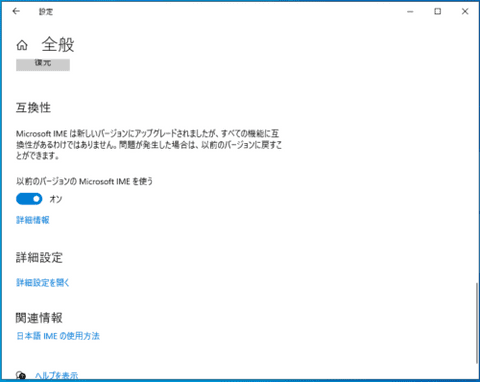 設定
全般
復元
互換性
Microsoft IME は新しいバージョンにアップグレードされましたが、すべての機能に互
換性があるわけではありません。問題が発生した場合は、以前のバージョンに戻すこ
とができます。
以前のバージョンの Microsoft IME を使う
オン
詳細情報
詳細設定
詳細設定を開く
関連情報
日本語 IME の使用方法
ヘルプを表示